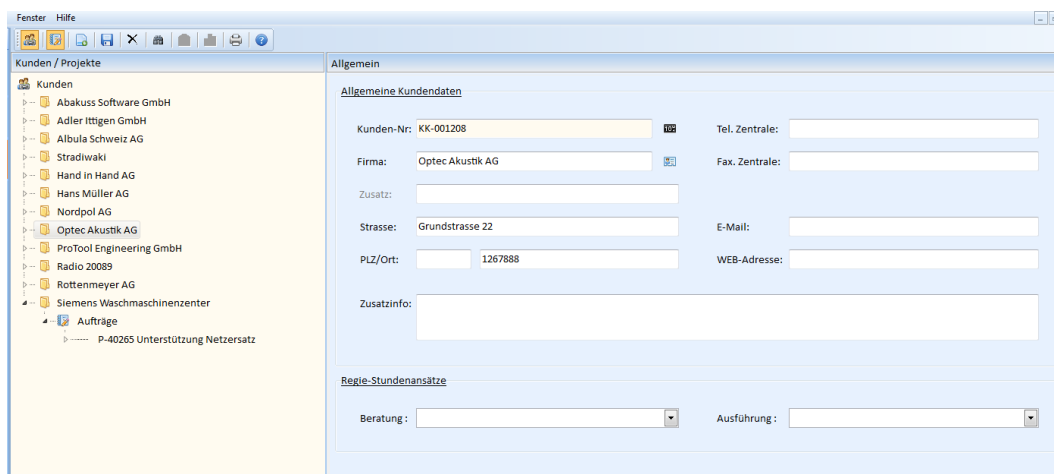 Fenster Hilfe
Kunden / Projekte
Kunden
Abakuss Software GmbH
Adler Ittigen GmbH
Albula Schweiz AG
Stradiwaki
Hand in Hand AG
Hans Müller AG
Nordpol AG
Optec Akustik AG
ProTool Engineering GmbH
Radio 20089
Rottenmeyer AG
Siemens Waschmaschinenzenter
Aufträge
P-40265 Unterstützung Netzersatz
Allgemein
Allgemeine Kundendaten
Kunden-Nr: KK-001208 Tel. Zentrale:
Firma: Optec Akustik AG Fax. Zentrale:
Zusatz:
Strasse: Grundstrasse 22 E-Mail:
PLZ/Ort: 1267888 WEB-Adresse:
Zusatzinfo:
Regie-Stundenansätze
Beratung : Ausführung :